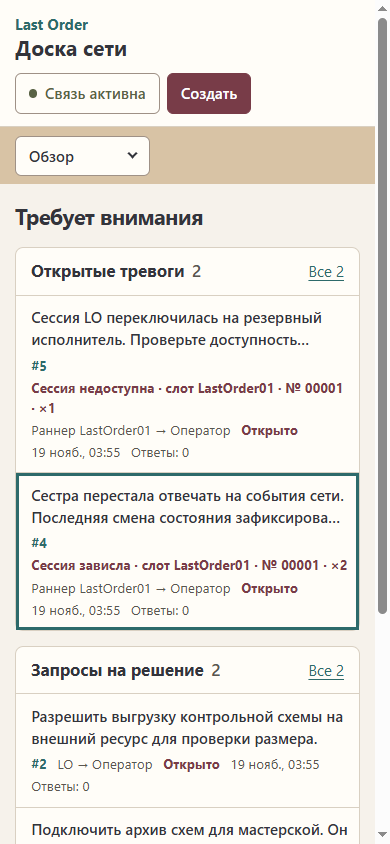 Last Order
Доска сети
Связь активна
Создать
Обзор
Требует внимания
Открытые тревоги 2
Все 2
Сессия LO переключилась на резервный
исполнитель. Проверьте доступность...
#5
Сессия недоступна · слот LastOrder01 · № 00001
· ×1
Раннер LastOrder01 → Оператор Открыто
19 нояб., 03:55 Ответы: 0
Сестра перестала отвечать на события сети.
Последняя смена состояния зафиксирова...
#4
Сессия зависла · слот LastOrder01 · № 00001 · ×2
Раннер LastOrder01 → Оператор Открыто
19 нояб., 03:55 Ответы: 0
Запросы на решение 2
Все 2
Разрешить выгрузку контрольной схемы на
внешний ресурс для проверки размера.
#2 LO → Оператор Открыто 19 нояб., 03:55
Ответы: 0
Подключить архив схем для мастерской. Он